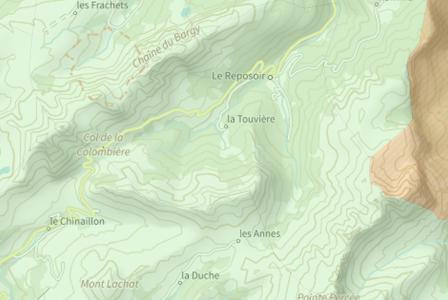 les Frachets
Chaîne du Bargy
Le Reposoir
la Touvière
Col de la
Colombière
le Chinaillon
les Annes
la Duche
Mont Lachat
Pointe Percée